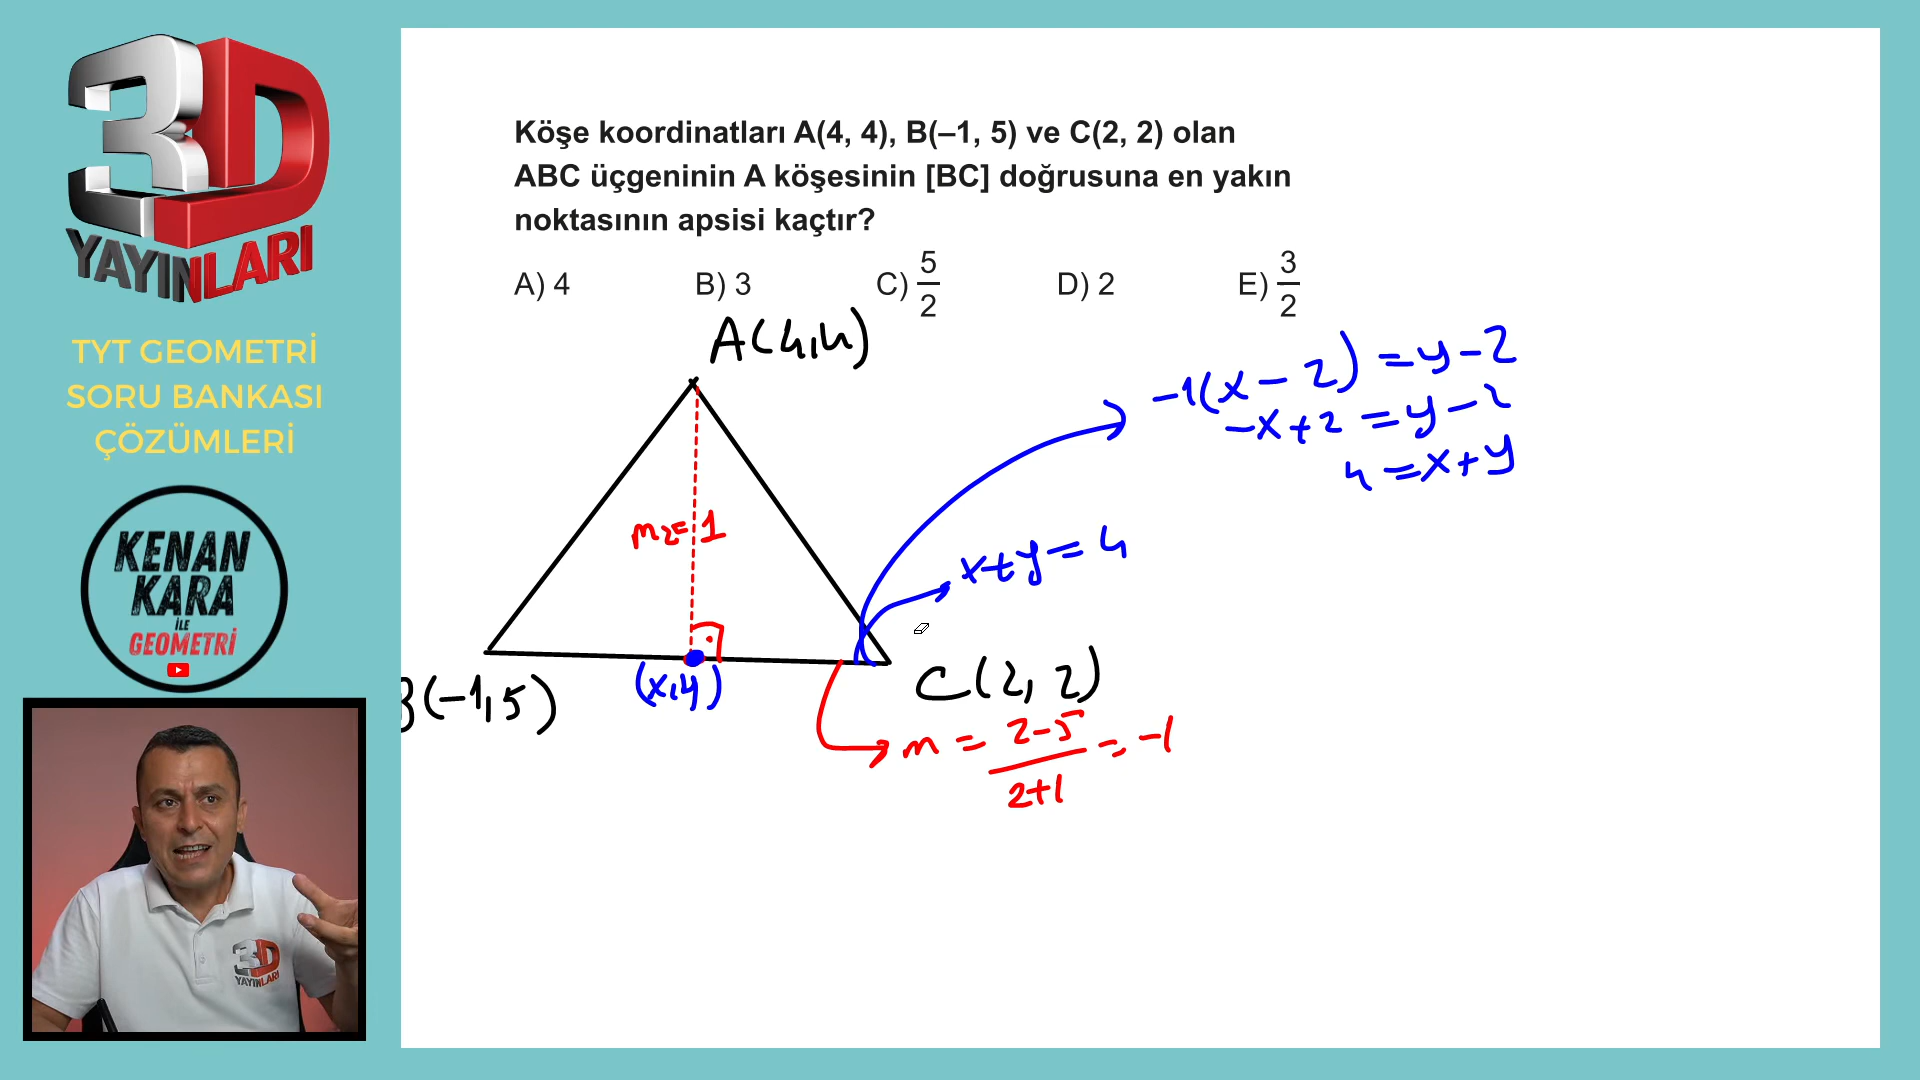 3D
YAYINLARI
TYT GEOMETRİ
SORU BANKASI
ÇÖZÜMLERİ
KENAN
KARA
İLE
GEOMETRİ
3D
YAYINLARI
Köşe koordinatları A(4, 4), B(–1, 5) ve C(2, 2) olan
ABC üçgeninin A köşesinin [BC] doğrusuna en yakın
noktasının apsisi kaçtır?
A) 4 B) 3 C) 5/2 D) 2 E) 3/2
A(4,4)
-1(x-2) = y-2
-x+2 = y-2
4 = x+y
m2=1
x+y=4
B(-1,5)
(x,y)
C(2,2)
m = 2-5/2+1 = -1